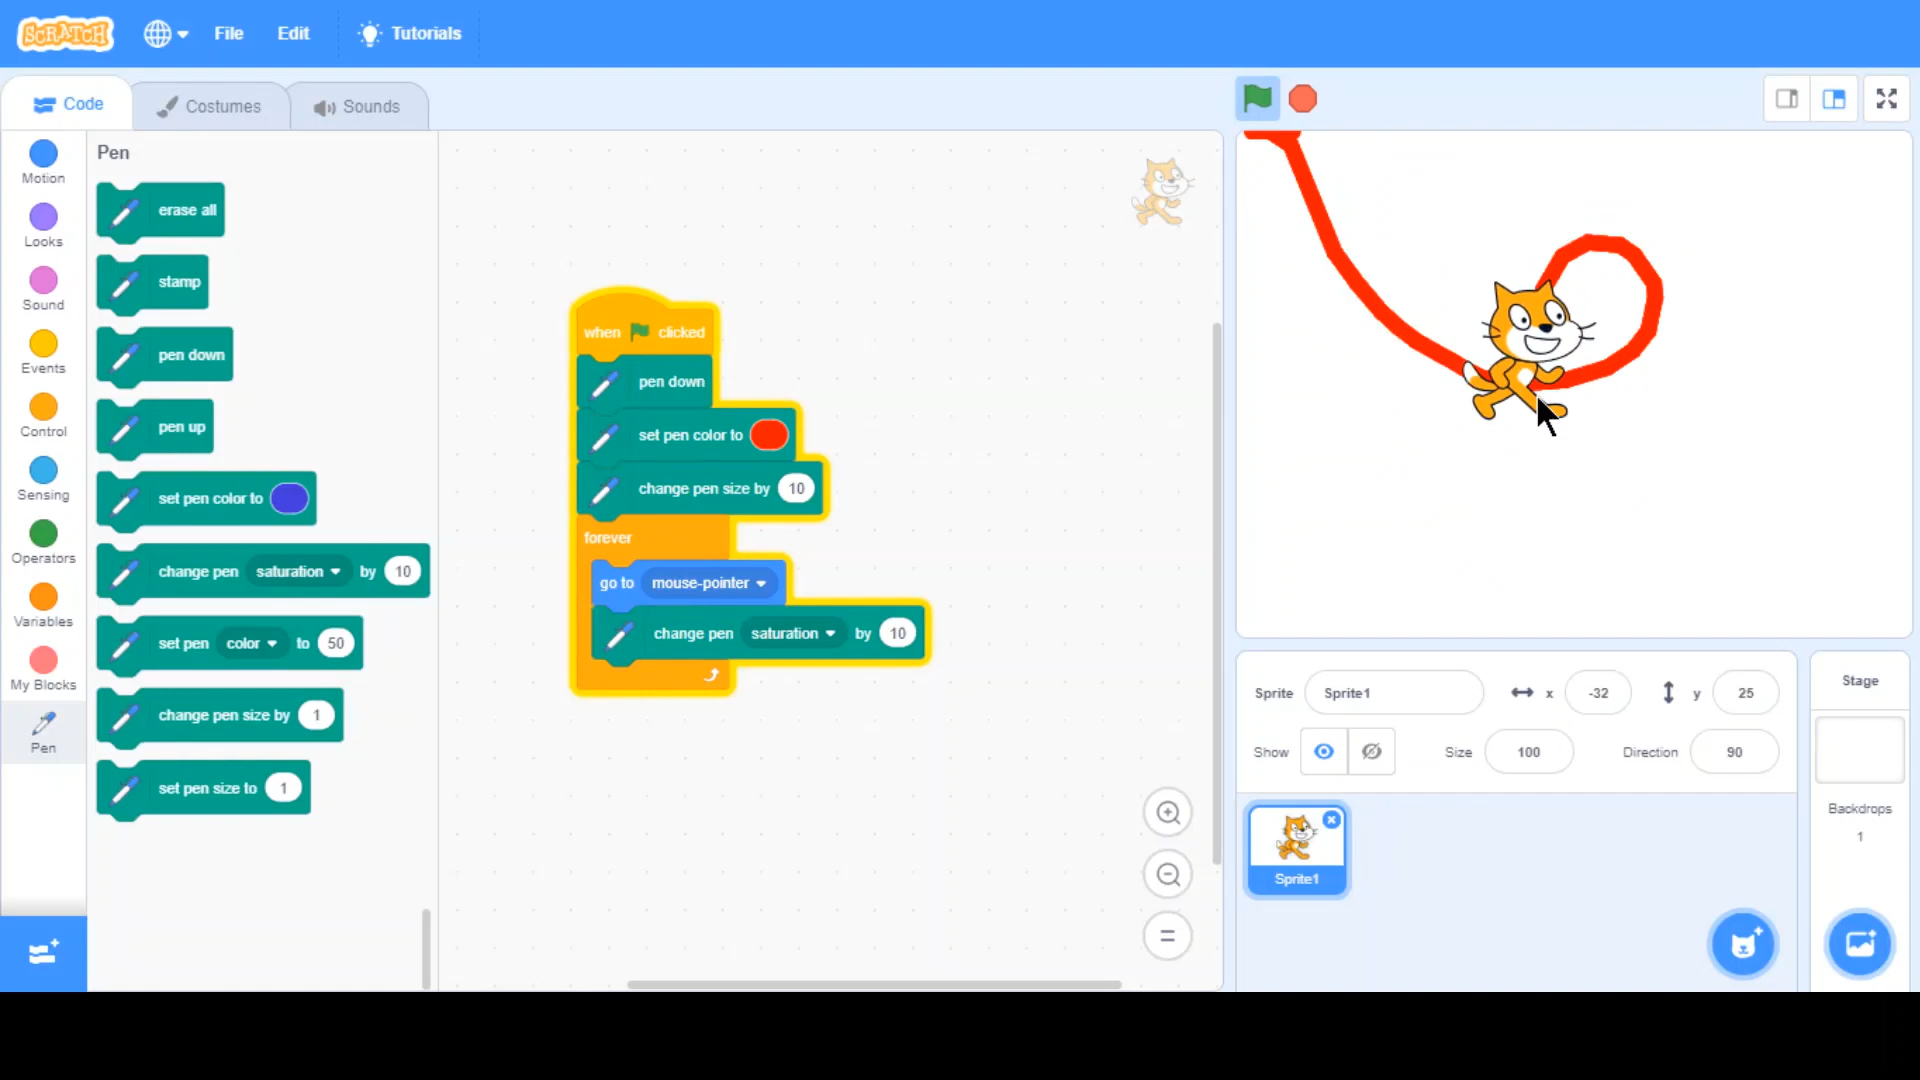 SCRATCH File Edit Tutorials
Code Costumes Sounds
Motion
Looks
Sound
Events
Control
Sensing
Operators
Variables
My Blocks
Pen
Pen
erase all
stamp
pen down
pen up
set pen color to
change pen saturation by 10
set pen color to 50
change pen size by 1
set pen size to 1
when clicked
pen down
set pen color to
change pen size by 10
forever
go to mouse-pointer
change pen saturation by 10
Sprite Sprite1 x -32 y 25
Show Size 100 Direction 90
Sprite1
Stage
Backdrops
1